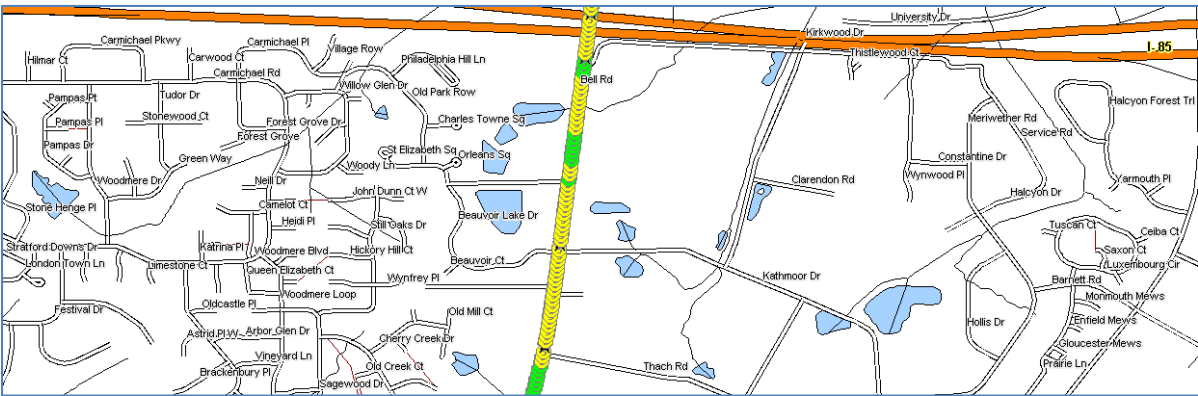 University Dr
Kirkwood Dr
Carmichael Pkwy
Carmichael Pl
Village Row
Thistlewood Ct
I-85
Hilmar Ct
Carwood Ct
Philadelphia Hill Ln
Carmichael Rd
Bell Rd
Willow Glen Dr
Old Park Row
Pampas Pt
Tudor Dr
Halcyon Forest Trl
Stonewood Ct
Charles Towne Sq
Meriwether Rd
Pampas Pl
Forest Grove Dr
Service Rd
Forest Grove
Pampas Dr
St Elizabeth Sq
Orleans Sq
Green Way
Constantine Dr
Woody Ln
Wynwood Pl
Woodmere Dr
Neill Dr
Clarendon Rd
Yarmouth Pl
John Dunn Ct W
Halcyon Dr
Stone Henge Pl
Camelot Ct
Beauvoir Lake Dr
Heidi Pl
Still Oaks Dr
Tuscan Ct
Ceiba Ct
Stratford Downs Dr
Katrina Pl
Woodmere Blvd
Hickory Hill Ct
Saxon Ct
London Town Ln
Limestone Ct
Beauvoir Ct
Luxembourg Cir
Queen Elizabeth Ct
Wynfrey Pl
Kathmoor Dr
Barnett Rd
Woodmere Loop
Monmouth Mews
Oldcastle Pl
Festival Dr
Old Mill Ct
Hollis Dr
Enfield Mews
Astrid Pl W
Arbor Glen Dr
Cherry Creek Dr
Gloucester Mews
Vineyard Ln
Old Creek Ct
Thach Rd
Prairie Ln
Brackenbury Pl
Sagewood Dr